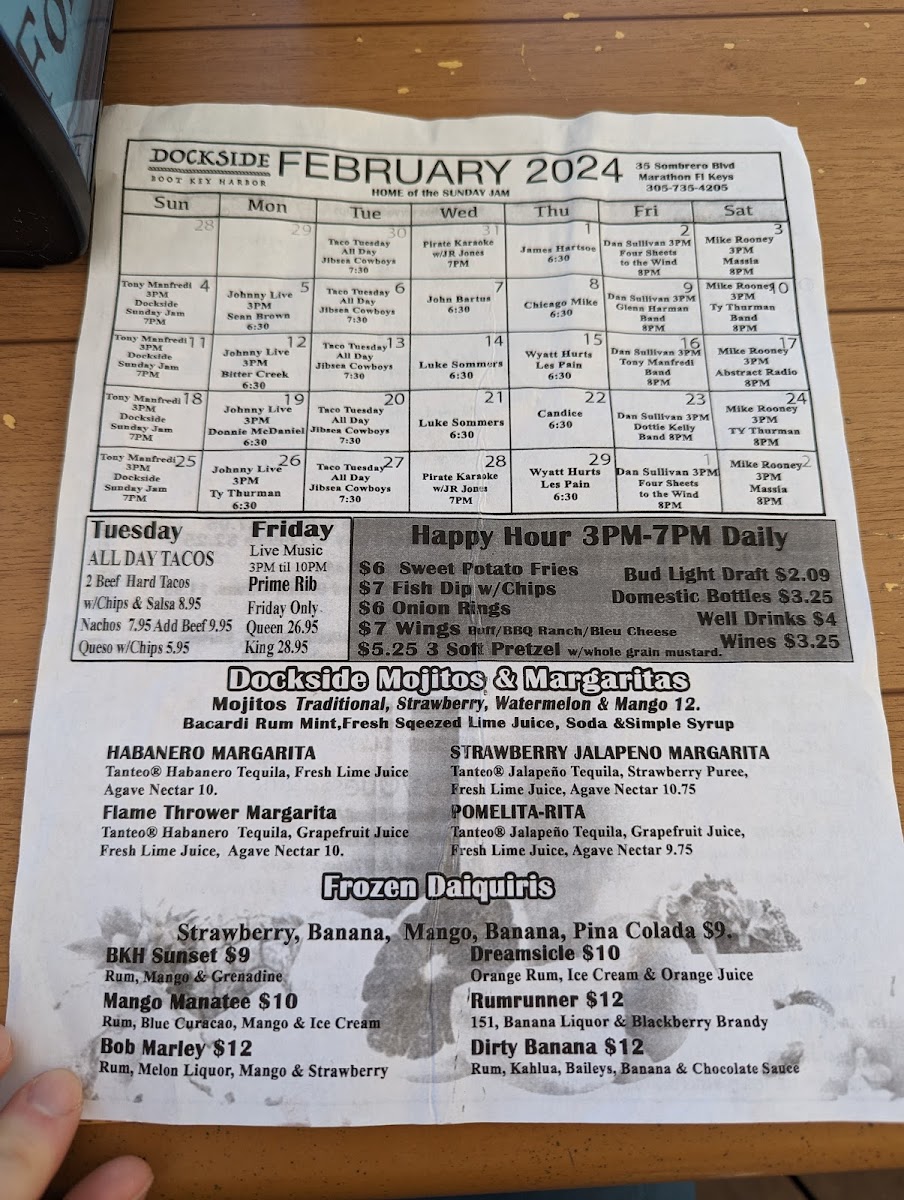 FO
DOCKSIDE
BOOT KEY HARBOR
FEBRUARY 2024
HOME of the SUNDAY JAM
35 Sombrero Blvd
Marathon Fl Keys
305-735-4205
Sun Mon Tue Wed Thu Fri Sat
28
29
30
Taco Tuesday
All Day
Jibsea Cowboys
7:30
31
Pirate Karaoke
w/JR Jones
7PM
1
James Hartsoe
6:30
2
Dan Sullivan 3PM
Four Sheets
to the Wind
8PM
3
Mike Rooney
3PM
Massia
8PM
Tony Manfredi 4
3PM
Dockside
Sunday Jam
7PM
5
Johnny Live
3PM
Sean Brown
6:30
Taco Tuesday 6
All Day
Jibsea Cowboys
7:30
7
John Bartus
6:30
8
Chicago Mike
6:30
9
Dan Sullivan 3PM
Glenn Harman
Band
8PM
Mike Rooney 10
3PM
Ty Thurman
Band
8PM
Tony Manfredi 11
3PM
Dockside
Sunday Jam
7PM
12
Johnny Live
3PM
Bitter Creek
6:30
Taco Tuesday 13
All Day
Jibsea Cowboys
7:30
14
Luke Sommers
6:30
15
Wyatt Hurts
Les Pain
6:30
16
Dan Sullivan 3PM
Tony Manfredi
Band
8PM
17
Mike Rooney
3PM
Abstract Radio
8PM
Tony Manfredi 18
3PM
Dockside
Sunday Jam
7PM
19
Johnny Live
3PM
Donnie McDaniel
6:30
20
Taco Tuesday
All Day
Jibsea Cowboys
7:30
21
Luke Sommers
6:30
22
Candice
6:30
23
Dan Sullivan 3PM
Dottie Kelly
Band 8PM
24
Mike Rooney
3PM
TY Thurman
8PM
Tony Manfredi 25
3PM
Dockside
Sunday Jam
7PM
26
Johnny Live
3PM
Ty Thurman
6:30
Taco Tuesday 27
All Day
Jibsea Cowboys
7:30
28
Pirate Karaoke
w/JR Jones
7PM
29
Wyatt Hurts
Les Pain
6:30
1
Dan Sullivan 3PM
Four Sheets
to the Wind
8PM
Mike Rooney 2
3PM
Massia
8PM
Tuesday
ALL DAY TACOS
2 Beef Hard Tacos
w/Chips & Salsa 8.95
Nachos 7.95 Add Beef 9.95
Queso w/Chips 5.95
Friday
Live Music
3PM til 10PM
Prime Rib
Friday Only
Queen 26.95
King 28.95
Happy Hour 3PM-7PM Daily
$6 Sweet Potato Fries
$7 Fish Dip w/Chips
$6 Onion Rings
$7 Wings Buff/BBQ Ranch/Bleu Cheese
$5.25 3 Soft Pretzel w/whole grain mustard.
Bud Light Draft $2.09
Domestic Bottles $3.25
Well Drinks $4
Wines $3.25
Dockside Mojitos & Margaritas
Mojitos Traditional, Strawberry, Watermelon & Mango 12.
Bacardi Rum Mint,Fresh Sqeezed Lime Juice, Soda &Simple Syrup
HABANERO MARGARITA
Tanteo® Habanero Tequila, Fresh Lime Juice
Agave Nectar 10.
Flame Thrower Margarita
Tanteo® Habanero Tequila, Grapefruit Juice
Fresh Lime Juice, Agave Nectar 10.
STRAWBERRY JALAPENO MARGARITA
Tanteo® Jalapeño Tequila, Strawberry Puree,
Fresh Lime Juice, Agave Nectar 10.75
POMELITA-RITA
Tanteo® Jalapeño Tequila, Grapefruit Juice,
Fresh Lime Juice, Agave Nectar 9.75
Frozen Daiquiris
Strawberry, Banana, Mango, Banana, Pina Colada $9.
BKH Sunset $9
Rum, Mango & Grenadine
Mango Manatee $10
Rum, Blue Curacao, Mango & Ice Cream
Bob Marley $12
Rum, Melon Liquor, Mango & Strawberry
Dreamsicle $10
Orange Rum, Ice Cream & Orange Juice
Rumrunner $12
151, Banana Liquor & Blackberry Brandy
Dirty Banana $12
Rum, Kahlua, Baileys, Banana & Chocolate Sauce